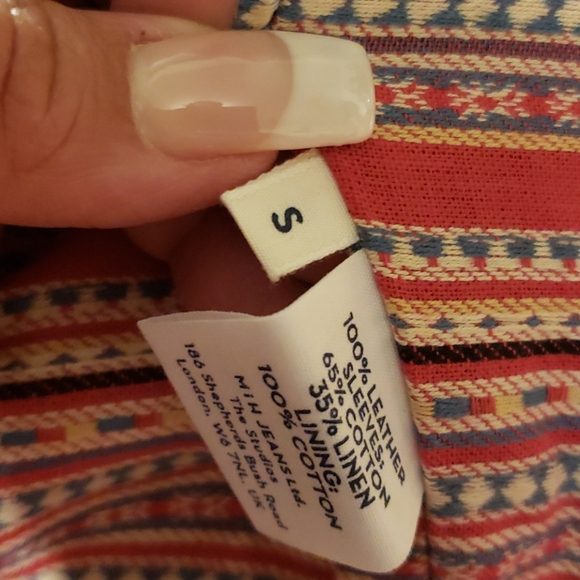 S
100% LEATHER
SLEEVES:
65% COTTON
35% LINEN
LINING:
100% COTTON
MiH JEANS Ltd.
The Studios
186 Shepherds Bush Road
London, W6 7NL. UK